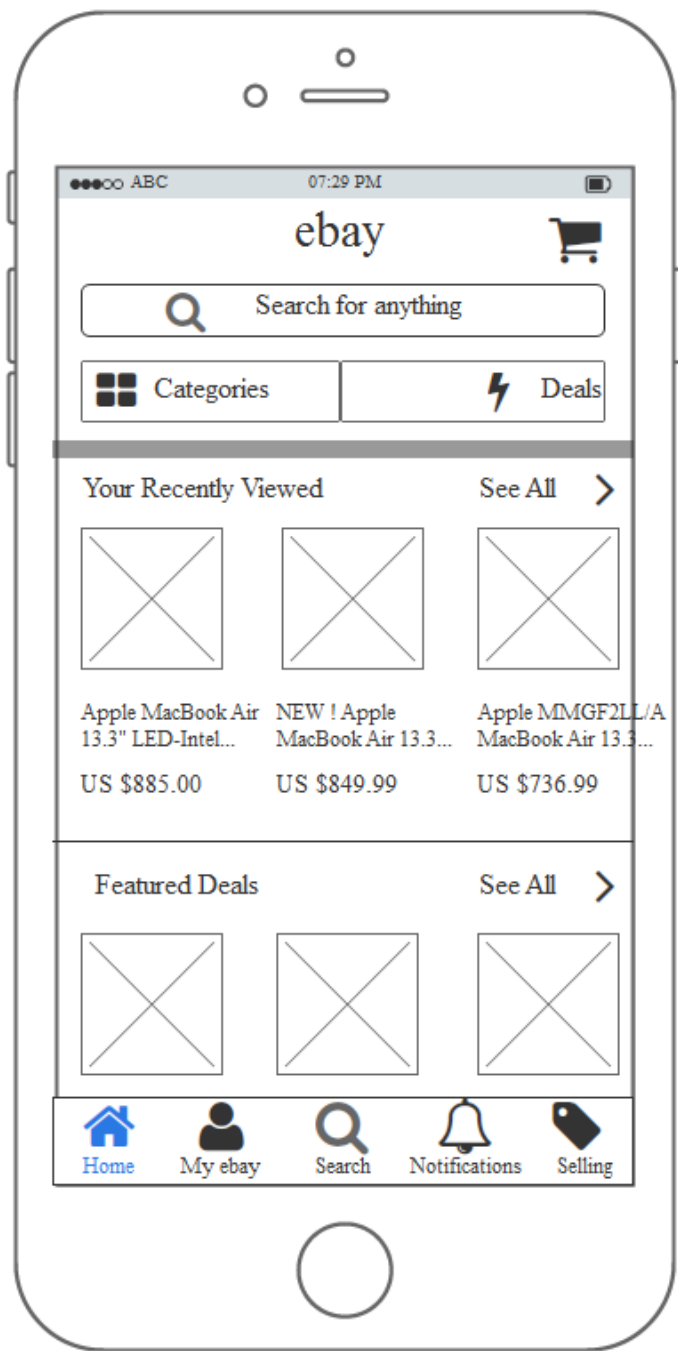 ABC 07:29 PM
ebay
Search for anything
Categories Deals
Your Recently Viewed See All
Apple MacBook Air
13.3" LED-Intel...
US $885.00
NEW ! Apple
MacBook Air 13.3...
US $849.99
Apple MMGF2LL/A
MacBook Air 13.3...
US $736.99
Featured Deals See All
Home My ebay Search Notifications Selling